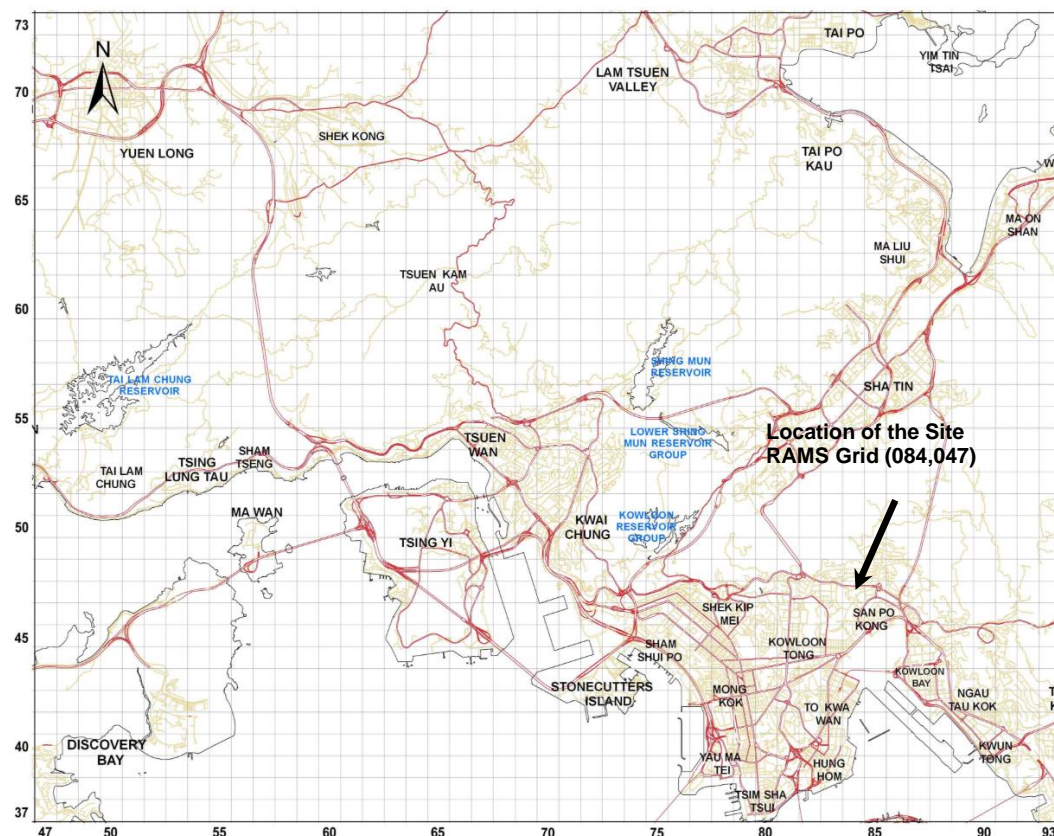 73
TAI PO
N
YIM TIN
TSAI
LAM TSUEN
VALLEY
70
SHEK KONG
YUEN LONG
TAI PO
KAU
W
65
MA ON
SHAN
MA LIU
SHUI
TSUEN KAM
AU
60
SHING MUN
RESERVOIR
TAI LAM CHUNG
RESERVOIR
SHA TIN
55
N
TSUEN
WAN
LOWER SHING
MUN RESERVOIR
GROUP
Location of the Site
RAMS Grid (084,047)
SHAM
TSENG
TSING
LUNG TAU
TAI LAM
CHUNG
50
MA WAN
TSING YI
KWAI
CHUNG
KOWLOON
RESERVOIR
GROUP
SHEK KIP
MEI
SAN PO
KONG
45
SHAM
SHUI PO
KOWLOON
TONG
KOWLOON
BAY
STONECUTTERS
ISLAND
MONG
KOK
TO KWA
WAN
NGAU
TAU KOK
T
K
40
DISCOVERY
BAY
YAU MA
TEI
HUNG
HOM
KWUN
TONG
TSIM SHA
TSUI
37
47 50 55 60 65 70 75 80 85 90 93